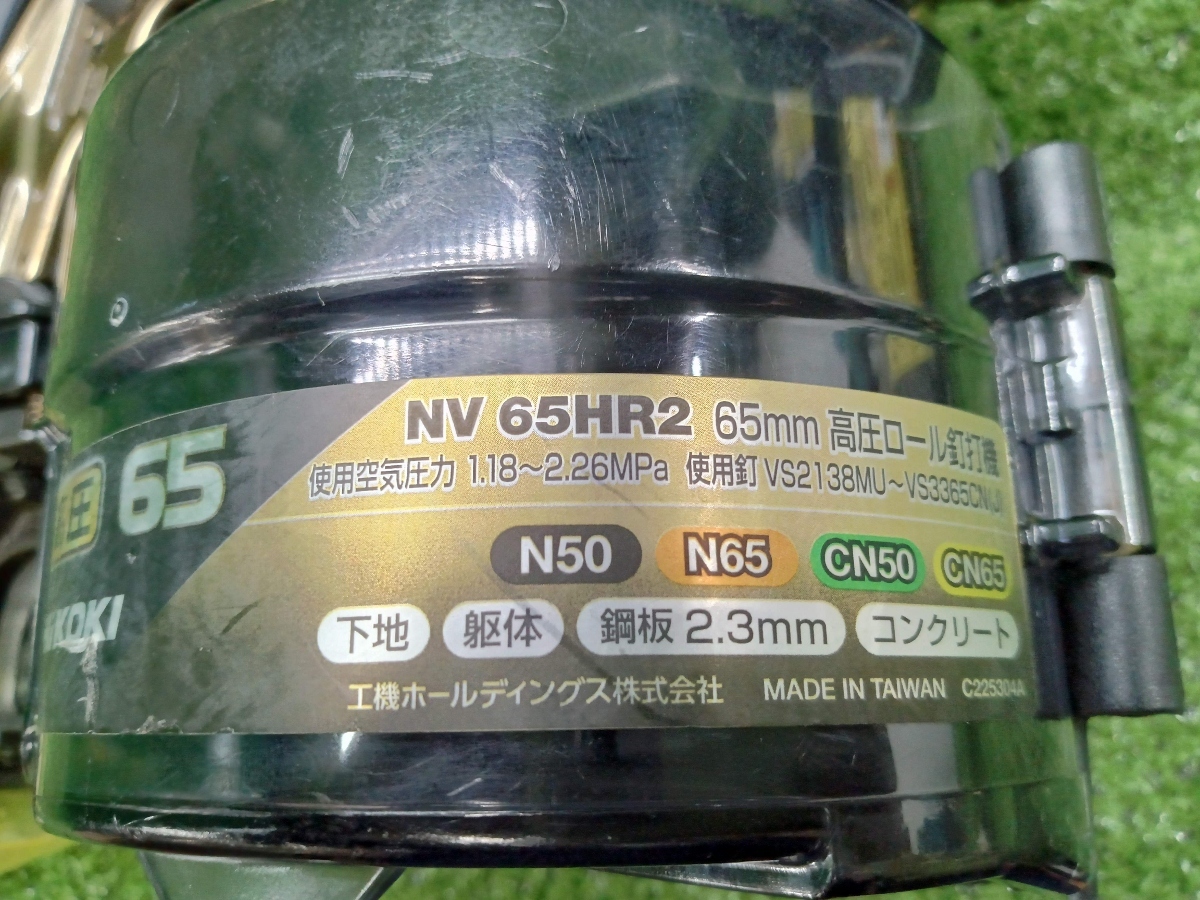 圧 65
KOKI
NV 65HR2 65mm 高圧ロール釘打機
使用空気圧力 1.18～2.26MPa 使用釘 VS2138MU～VS3365CN(J)
N50 N65 CN50 CN65
下地 躯体 鋼板 2.3mm コンクリート
工機ホールディングス株式会社 MADE IN TAIWAN C225304A